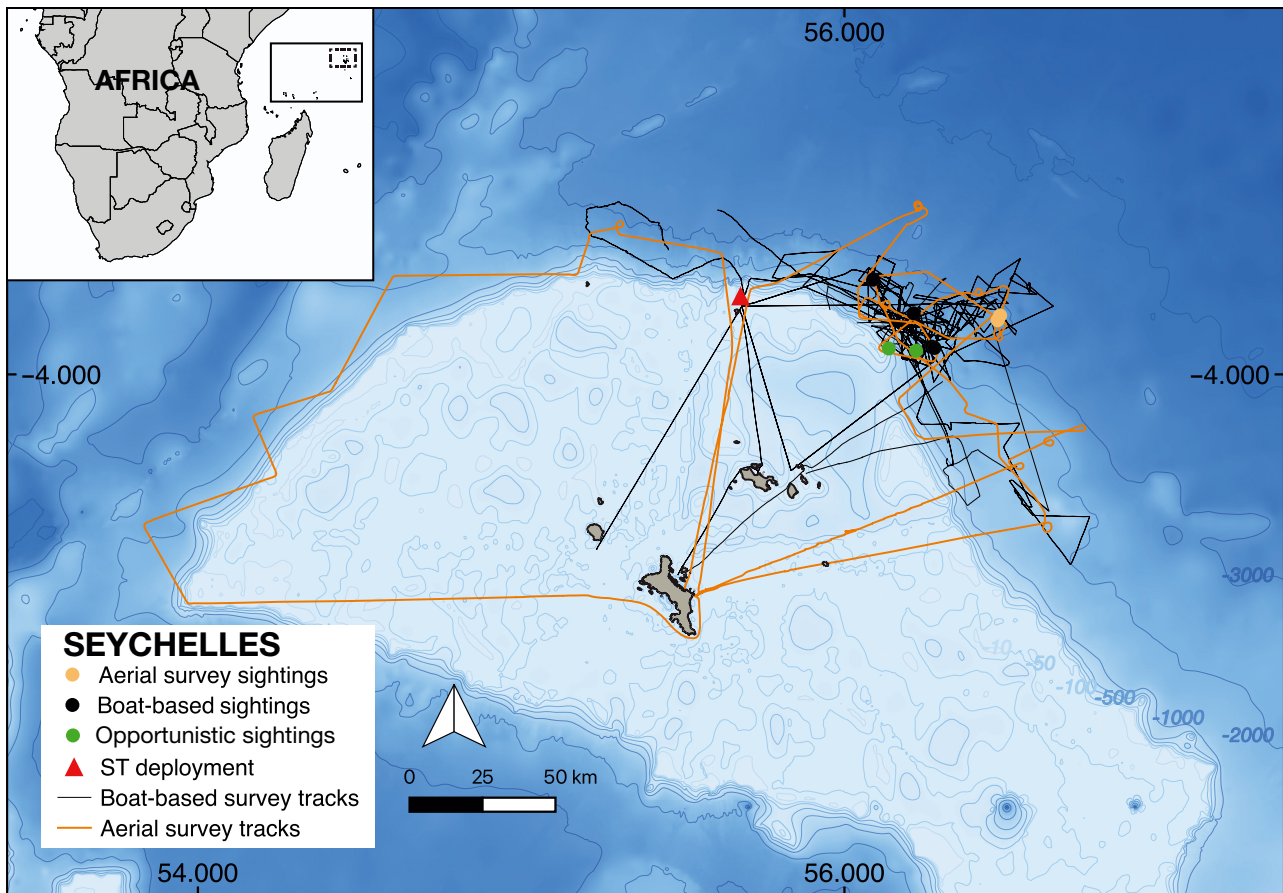 56.000
AFRICA
-4.000
-4.000
-3000
-10
-50
-100
-500
-1000
-2000
SEYCHELLES
Aerial survey sightings
Boat-based sightings
Opportunistic sightings
ST deployment
Boat-based survey tracks
Aerial survey tracks
0 25 50 km
54.000
56.000